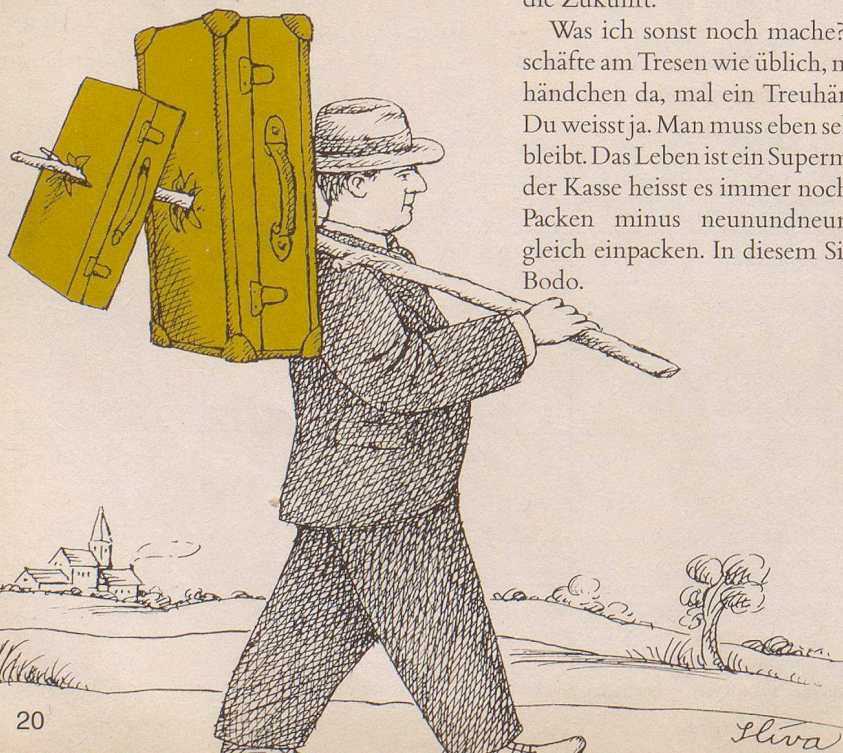 die Zukunft.
Was ich sonst noch mache?
schäfte am Tresen wie üblich, m
händchen da, mal ein Treuhän
Du weisst ja. Man muss eben se
bleibt. Das Leben ist ein Superm
der Kasse heisst es immer noch
Packen minus neunundneun
gleich einpacken. In diesem Si
Bodo.
20
Sliva